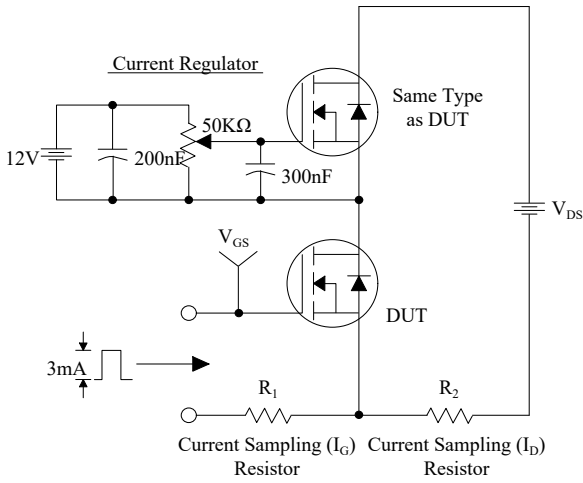 Current Regulator
Same Type
as DUT
50KΩ
12V
200nF
300nF
V_DS
V_GS
DUT
3mA
R_1
R_2
Current Sampling (I_G)
Resistor
Current Sampling (I_D)
Resistor